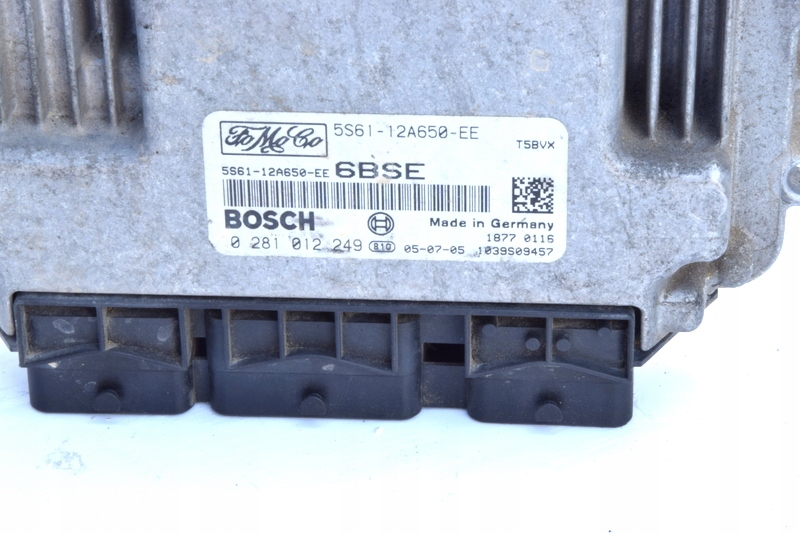 FoMoCo 5S61-12A650-EE
T5BVX
5S61-12A650-EE 6BSE
BOSCH Made in Germany
1877 0116
0 281 012 249 810 05-07-05 1039S09457